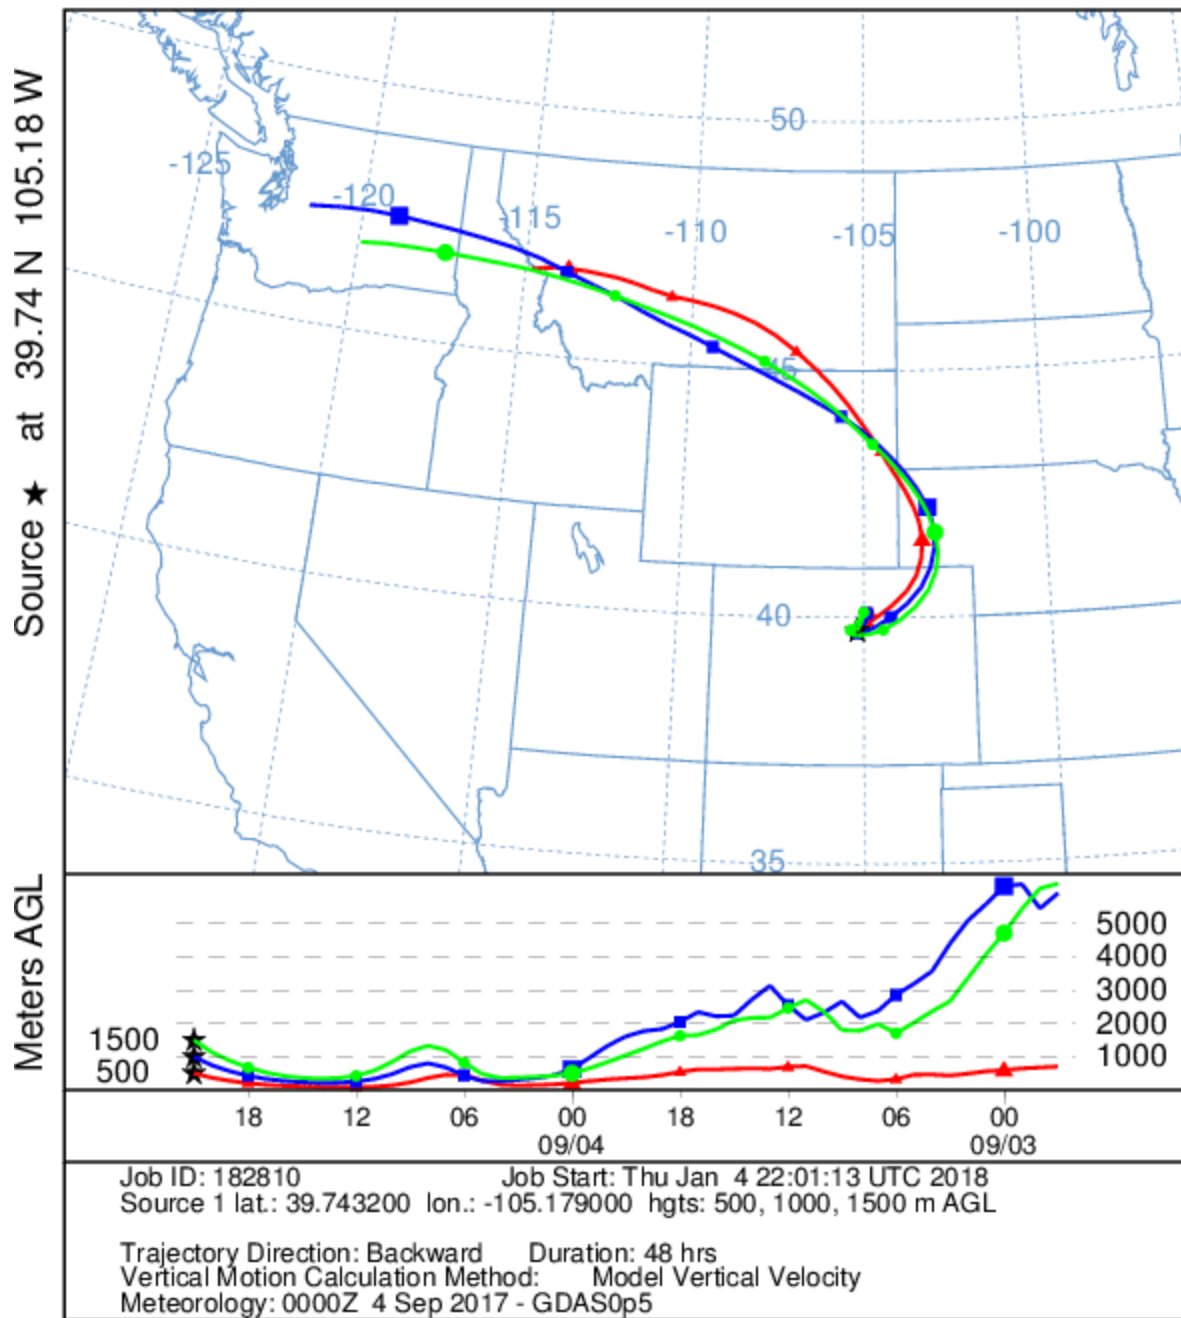 Source ★ at 39.74 N 105.18 W
50
-125
-120
-115
-110
-105
-100
45
40
35
Meters AGL
5000
4000
3000
2000
1000
1500
500
18 12 06 00 18 12 06 00
09/04 09/03
Job ID: 182810 Job Start: Thu Jan 4 22:01:13 UTC 2018
Source 1 lat.: 39.743200 lon.: -105.179000 hgts: 500, 1000, 1500 m AGL
Trajectory Direction: Backward Duration: 48 hrs
Vertical Motion Calculation Method: Model Vertical Velocity
Meteorology: 0000Z 4 Sep 2017 - GDAS0p5